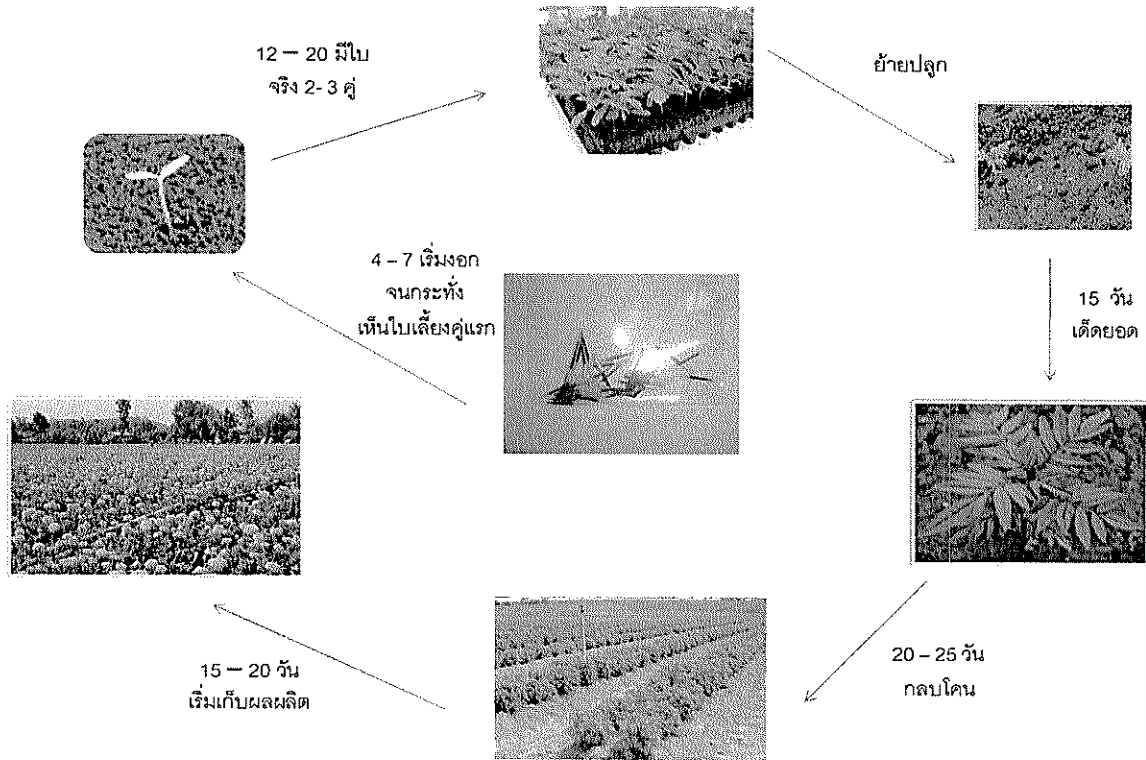 12 – 20 มีใบ
จริง 2- 3 คู่
ย้ายปลูก
4 – 7 เริ่มงอก
จนกระทั่ง
เห็นใบเลี้ยงคู่แรก
15 วัน
เด็ดยอด
20 – 25 วัน
กลบโคน
15 – 20 วัน
เริ่มเก็บผลผลิต